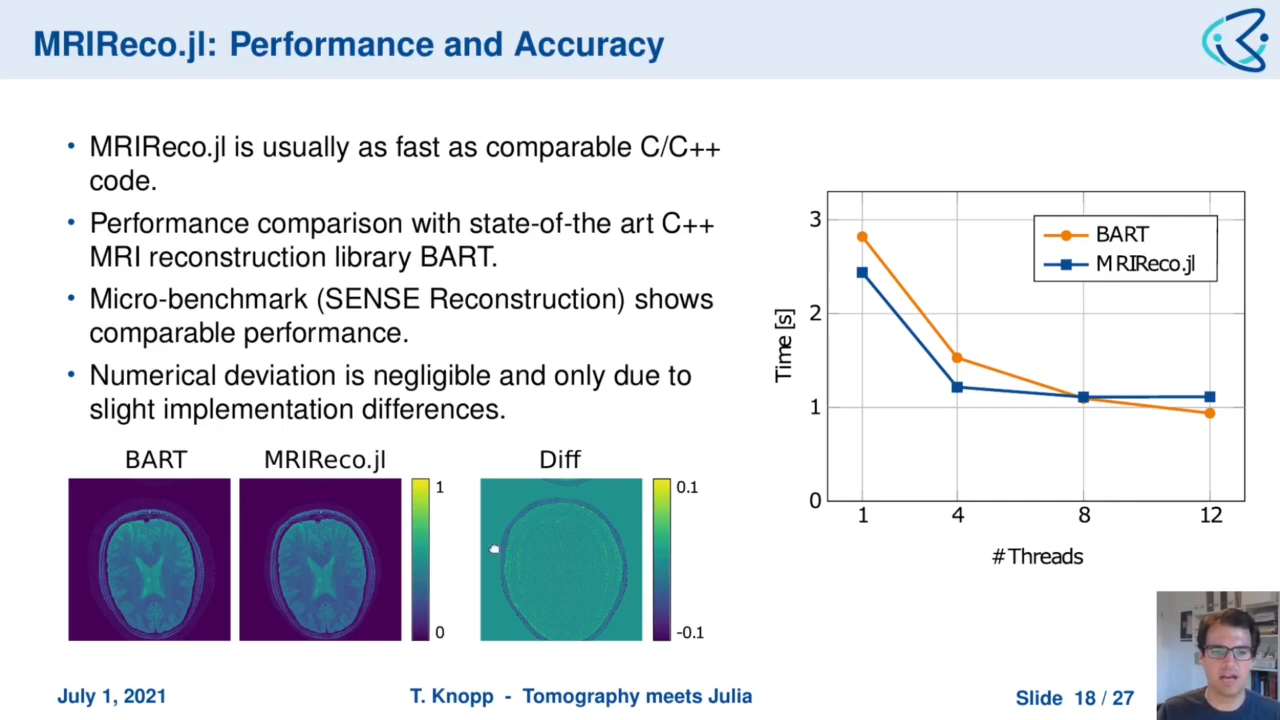 MRIReco.jl: Performance and Accuracy
• MRIReco.jl is usually as fast as comparable C/C++
code.
• Performance comparison with state-of-the art C++
MRI reconstruction library BART.
• Micro-benchmark (SENSE Reconstruction) shows
comparable performance.
• Numerical deviation is negligible and only due to
slight implementation differences.
BART
MRIReco.jl
Diff
1
0
0.1
-0.1
BART
MRIReco.jl
Time [s]
3
2
1
0
1 4 8 12
# Threads
July 1, 2021
T. Knopp - Tomography meets Julia
Slide 18 / 27